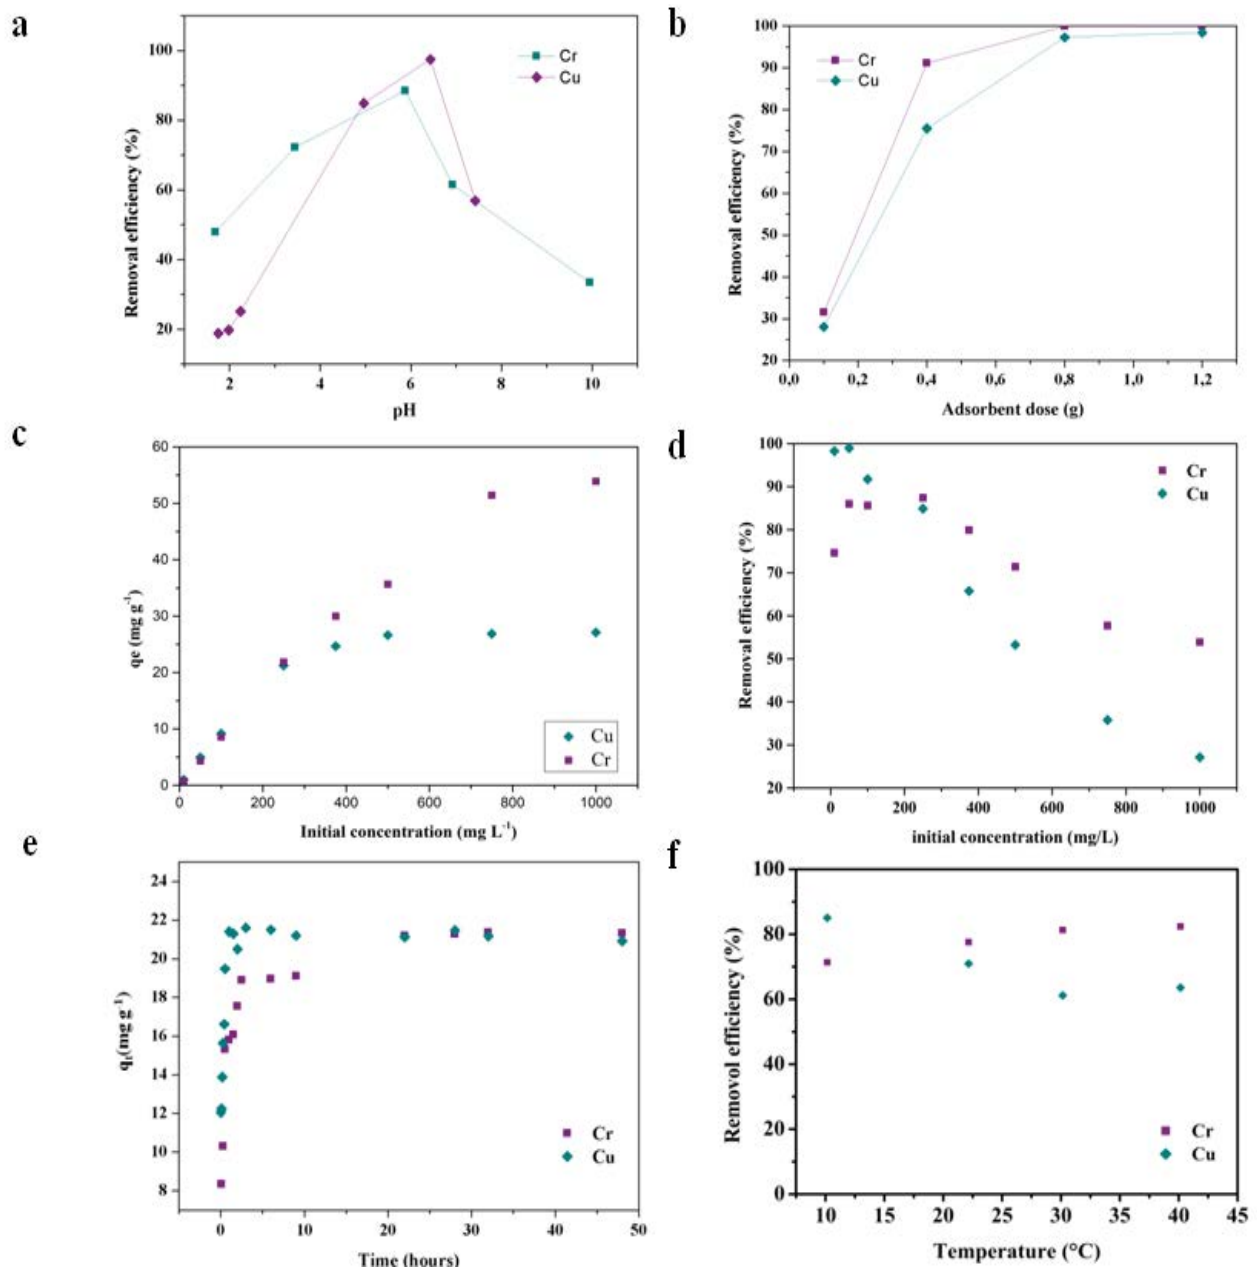 a
100
80
60
40
20
2 4 6 8 10
Removal efficiency (%)
pH
Cr
Cu
b
100
90
80
70
60
50
40
30
20
0,0 0,2 0,4 0,6 0,8 1,0 1,2
Removal efficiency (%)
Adsorbent dose (g)
Cr
Cu
c
60
50
40
30
20
10
0
0 200 400 600 800 1000
qe (mg g-1)
Initial concentration (mg L-1)
Cu
Cr
d
100
90
80
70
60
50
40
30
20
0 200 400 600 800 1000
Removal efficiency (%)
initial concentration (mg/L)
Cr
Cu
e
24
22
20
18
16
14
12
10
8
0 10 20 30 40 50
qt(mg g-1)
Time (hours)
Cr
Cu
f
100
80
60
40
20
0
10 15 20 25 30 35 40 45
Removol efficiency (%)
Temperature (°C)
Cr
Cu